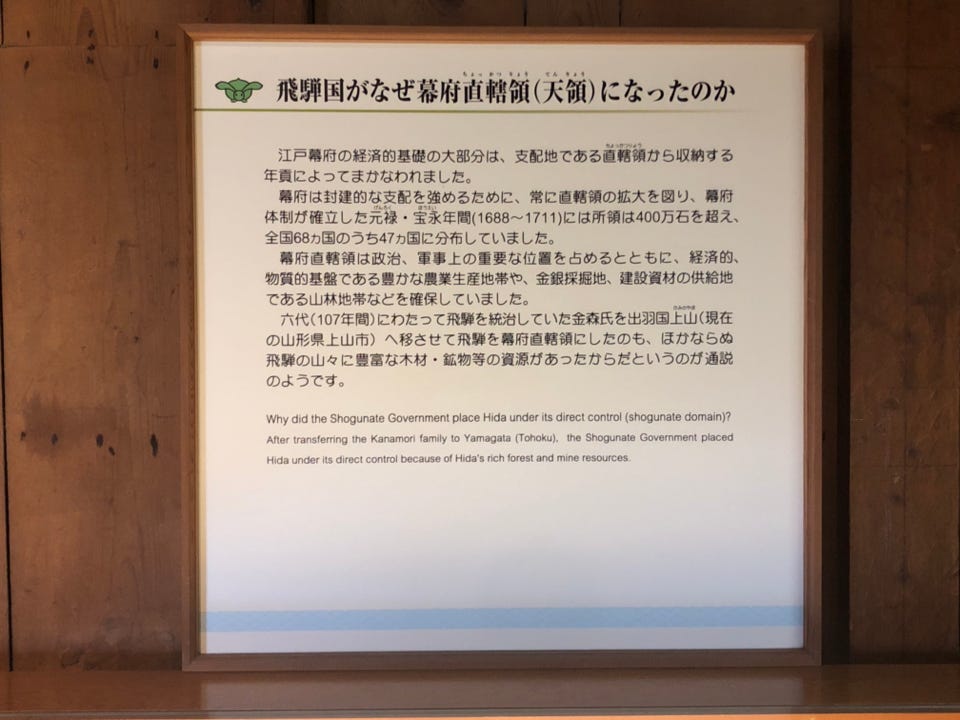 飛騨国がなぜ幕府直轄領(天領)になったのか
江戸幕府の経済的基礎の大部分は、支配地である直轄領から収納する
年貢によってまかなわれました。
幕府は封建的な支配を強めるために、常に直轄領の拡大を図り、幕府
体制が確立した元禄・宝永年間(1688～1711)には所領は400万石を超え、
全国68ヵ国のうち47ヵ国に分布していました。
幕府直轄領は政治、軍事上の重要な位置を占めるとともに、経済的、
物質的基盤である豊かな農業生産地帯や、金銀採掘地、建設資材の供給地
である山林地帯などを確保していました。
六代(107年間)にわたって飛騨を統治していた金森氏を出羽国上山(現在
の山形県上山市)へ移させて飛騨を幕府直轄領にしたのも、ほかならぬ
飛騨の山々に豊富な木材・鉱物等の資源があったからだというのが通説
のようです。
Why did the Shogunate Government place Hida under its direct control (shogunate domain)?
After transferring the Kanamori family to Yamagata (Tohoku), the Shogunate Government placed
Hida under its direct control because of Hida's rich forest and mine resources.